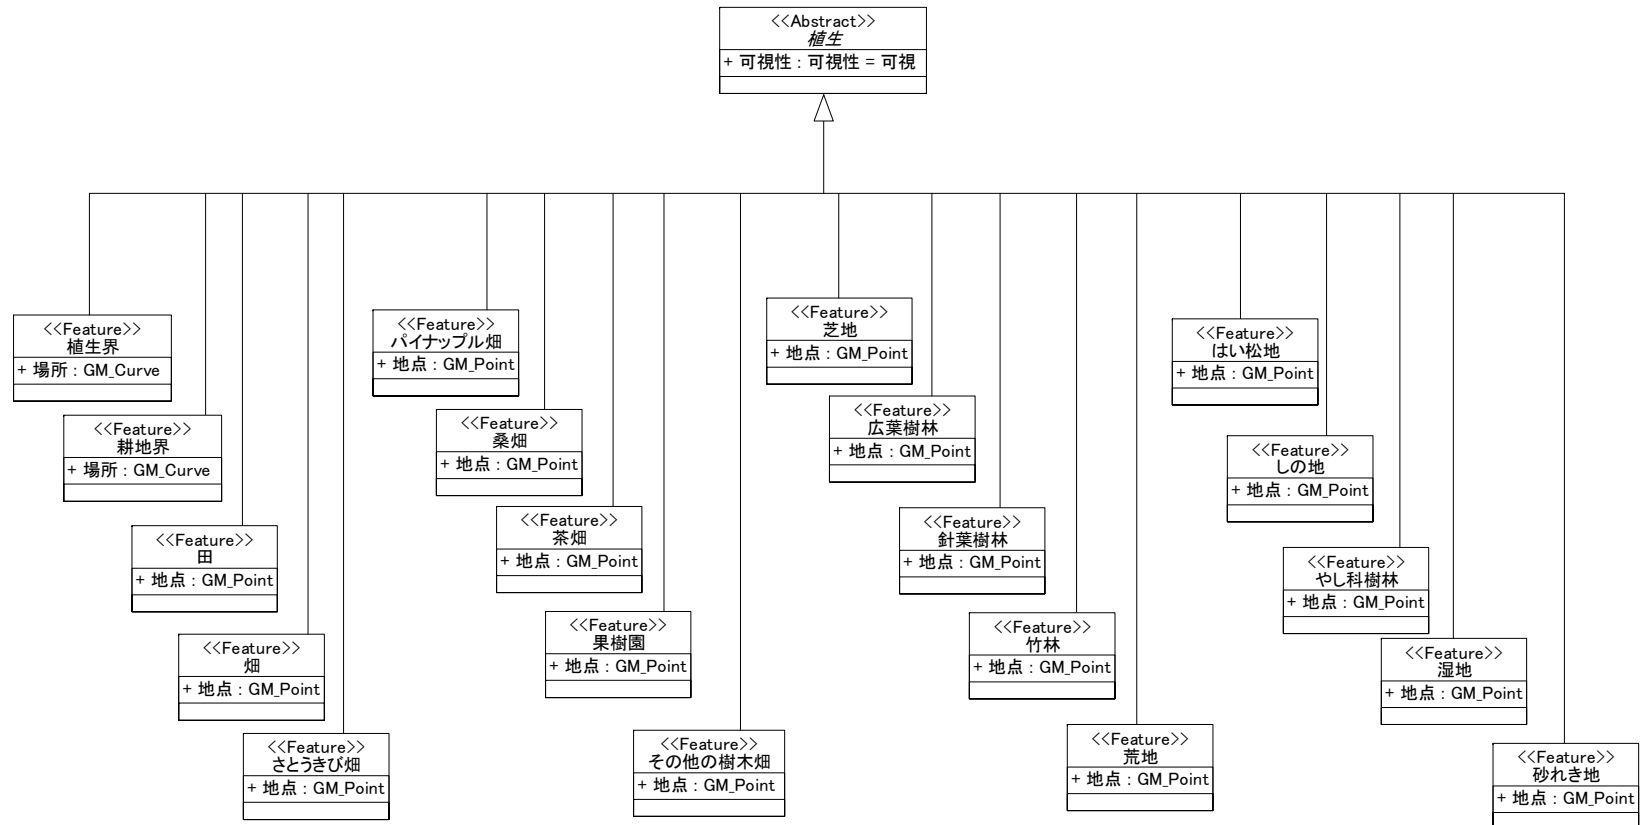 <<Abstract>>
植生
+ 可視性 : 可視性 = 可視
<<Feature>>
植生界
+ 場所 : GM_Curve
<<Feature>>
耕地界
+ 場所 : GM_Curve
<<Feature>>
田
+ 地点 : GM_Point
<<Feature>>
畑
+ 地点 : GM_Point
<<Feature>>
さとうきび畑
+ 地点 : GM_Point
<<Feature>>
パイナップル畑
+ 地点 : GM_Point
<<Feature>>
桑畑
+ 地点 : GM_Point
<<Feature>>
茶畑
+ 地点 : GM_Point
<<Feature>>
果樹園
+ 地点 : GM_Point
<<Feature>>
その他の樹木畑
+ 地点 : GM_Point
<<Feature>>
芝地
+ 地点 : GM_Point
<<Feature>>
広葉樹林
+ 地点 : GM_Point
<<Feature>>
針葉樹林
+ 地点 : GM_Point
<<Feature>>
竹林
+ 地点 : GM_Point
<<Feature>>
荒地
+ 地点 : GM_Point
<<Feature>>
はい松地
+ 地点 : GM_Point
<<Feature>>
しの地
+ 地点 : GM_Point
<<Feature>>
やし科樹林
+ 地点 : GM_Point
<<Feature>>
湿地
+ 地点 : GM_Point
<<Feature>>
砂れき地
+ 地点 : GM_Point